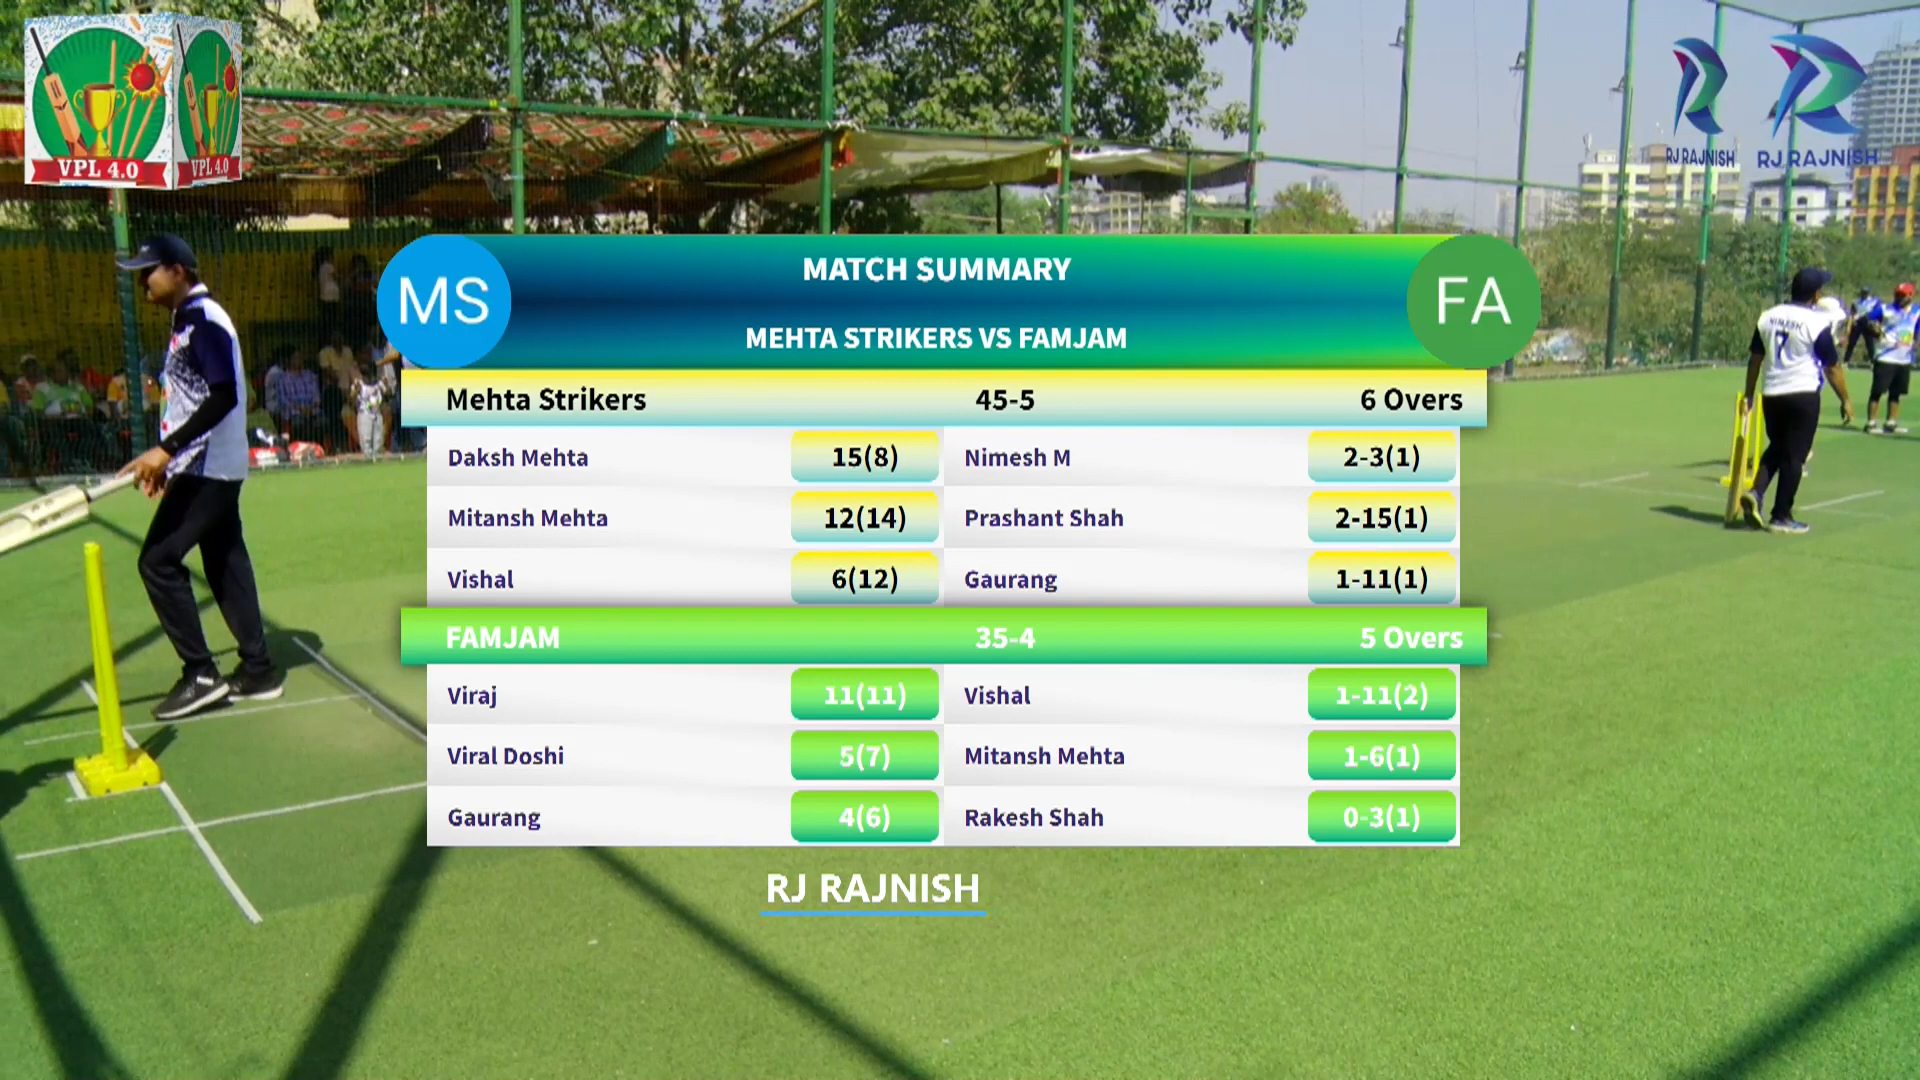 VPL 4.0
VPL 4.0
RJ RAJNISH
RJ RAJNISH
MS
MATCH SUMMARY
FA
MEHTA STRIKERS VS FAMJAM
Mehta Strikers 45-5 6 Overs
Daksh Mehta 15(8) Nimesh M 2-3(1)
Mitansh Mehta 12(14) Prashant Shah 2-15(1)
Vishal 6(12) Gaurang 1-11(1)
FAMJAM 35-4 5 Overs
Viraj 11(11) Vishal 1-11(2)
Viral Doshi 5(7) Mitansh Mehta 1-6(1)
Gaurang 4(6) Rakesh Shah 0-3(1)
RJ RAJNISH
NIMESH
7